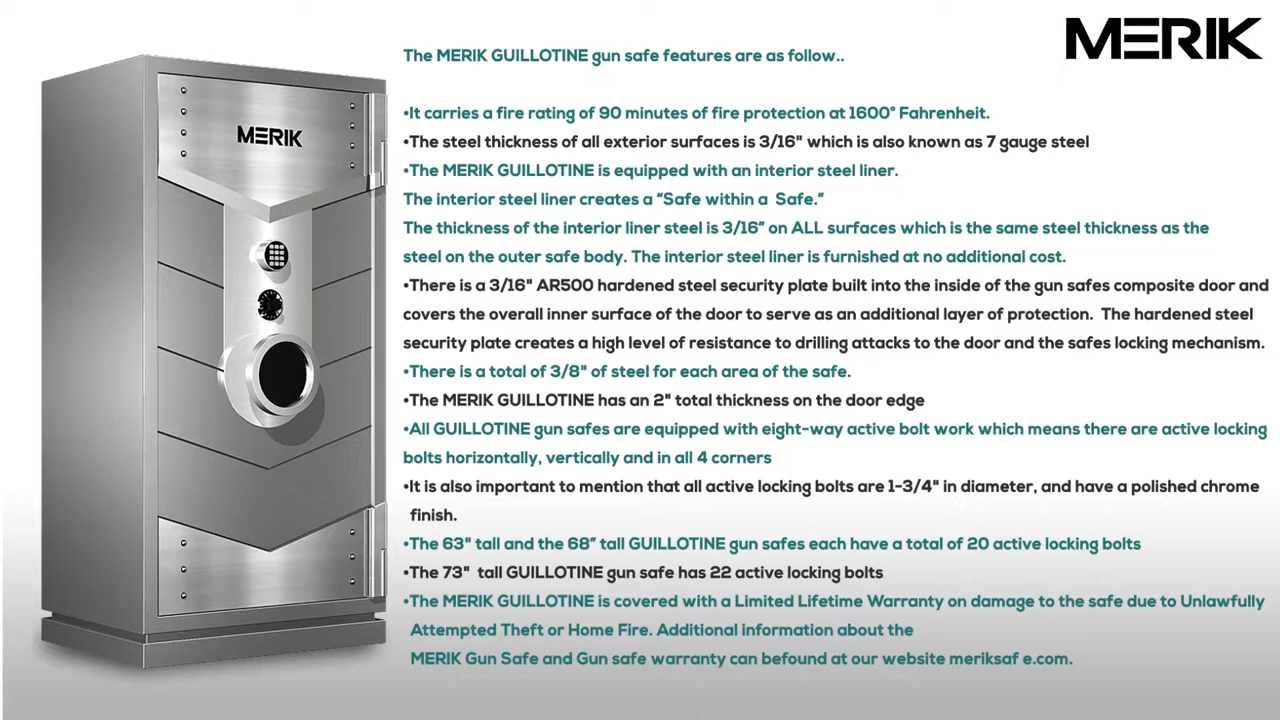 MERIK
The MERIK GUILLOTINE gun safe features are as follow..
•It carries a fire rating of 90 minutes of fire protection at 1600° Fahrenheit.
•The steel thickness of all exterior surfaces is 3/16" which is also known as 7 gauge steel
•The MERIK GUILLOTINE is equipped with an interior steel liner.
The interior steel liner creates a “Safe within a  Safe.”
The thickness of the interior liner steel is 3/16” on ALL surfaces which is the same steel thickness as the
steel on the outer safe body. The interior steel liner is furnished at no additional cost.
•There is a 3/16" AR500 hardened steel security plate built into the inside of the gun safes composite door and
covers the overall inner surface of the door to serve as an additional layer of protection.  The hardened steel
security plate creates a high level of resistance to drilling attacks to the door and the safes locking mechanism.
•There is a total of 3/8" of steel for each area of the safe.
•The MERIK GUILLOTINE has an 2" total thickness on the door edge
•All GUILLOTINE gun safes are equipped with eight-way active bolt work which means there are active locking
bolts horizontally, vertically and in all 4 corners
•It is also important to mention that all active locking bolts are 1-3/4" in diameter, and have a polished chrome
finish.
•The 63" tall and the 68” tall GUILLOTINE gun safes each have a total of 20 active locking bolts
•The 73"  tall GUILLOTINE gun safe has 22 active locking bolts
•The MERIK GUILLOTINE is covered with a Limited Lifetime Warranty on damage to the safe due to Unlawfully
Attempted Theft or Home Fire. Additional information about the
MERIK Gun Safe and Gun safe warranty can befound at our website meriksaf e.com.
MERIK